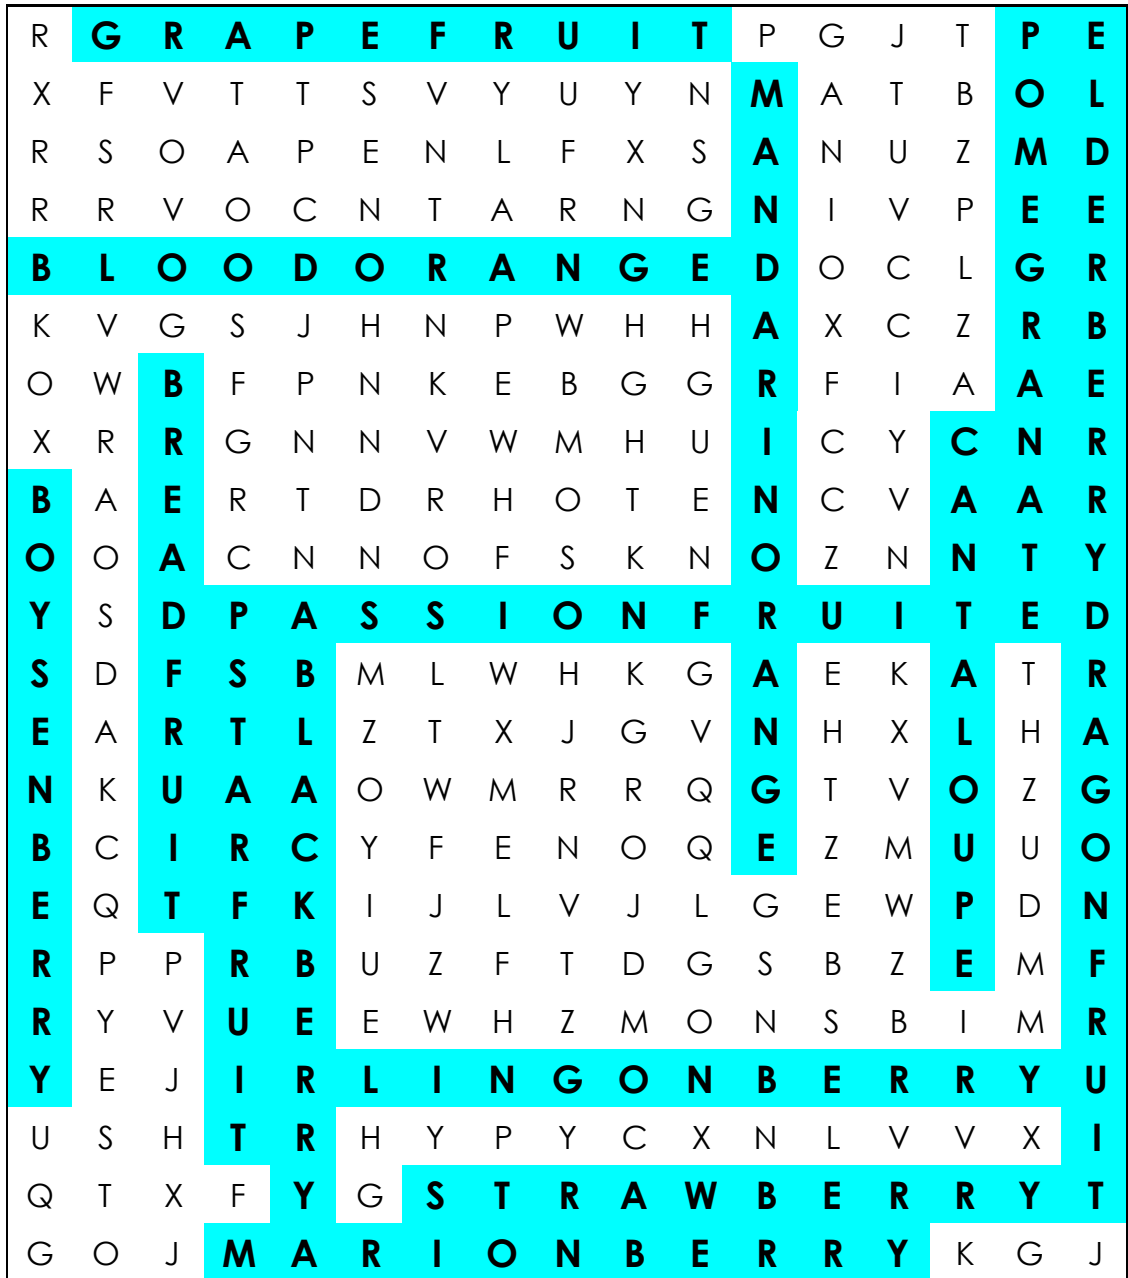 R G R A P E F R U I T P G J T P E
X F V T T S V Y U Y N M A T B O L
R S O A P E N L F X S A N U Z M D
R R V O C N T A R N G N I V P E E
B L O O D O R A N G E D O C L G R
K V G S J H N P W H H A X C Z R B
O W B F P N K E B G G R F I A A E
X R R G N N V W M H U I C Y C N R
B A E R T D R H O T E N C V A A R
O O A C N N O F S K N O Z N N T Y
Y S D P A S S I O N F R U I T E D
S D F S B M L W H K G A E K A T R
E A R T L Z T X J G V N H X L H A
N K U A A O W M R R Q G T V O Z G
B C I R C Y F E N O Q E Z M U U O
E Q T F K I J L V J L G E W P D N
R P P R B U Z F T D G S B Z E M F
R Y V U E E W H Z M O N S B I M R
Y E J I R L I N G O N B E R R Y U
U S H T R H Y P Y C X N L V V X I
Q T X F Y G S T R A W B E R R Y T
G O J M A R I O N B E R R Y K G J